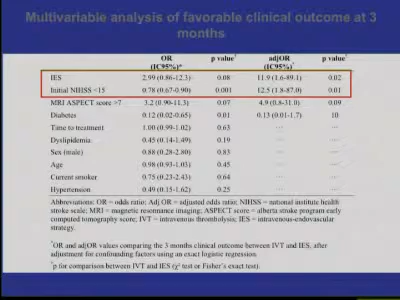 Multivariable analysis of favorable clinical outcome at 3
months
OR (IC95%)* p value† adjOR (IC95%)* p value†
IES 2.99 (0.86-12.3) 0.08 11.9 (1.6-89.1) 0.02
Initial NIHSS <15 0.78 (0.67-0.90) 0.001 12.5 (1.8-87.0) 0.01
MRI ASPECT score >7 3.2 (0.90-11.3) 0.07 4.9 (0.8-31.0) 0.09
Diabetes 0.12 (0.02-0.65) 0.01 0.13 (0.01-1.7) 10
Time to treatment 1.00 (0.99-1.02) 0.63 ... ...
Dyslipidemia 0.45 (0.14-1.49) 0.19 ... ...
Sex (male) 0.88 (0.28-2.80) 0.83 ... ...
Age 0.98 (0.93-1.03) 0.45 ... ...
Current smoker 0.75 (0.23-2.43) 0.64 ... ...
Hypertension 0.49 (0.15-1.62) 0.25 ... ...
Abbreviations: OR = odds ratio; Adj OR = adjusted odds ratio; NIHSS = national institute health
stroke scale; MRI = magnetic resonance imaging; ASPECT score = alberta stroke program early
computed tomography score; IVT = intravenous thrombolysis; IES = intravenous-endovascular
strategy.
*OR and adjOR values comparing the 3 months clinical outcome between IVT and IES, after
adjustment for confounding factors using an exact logistic regression.
†p for comparison between IVT and IES (χ² test or Fisher's exact test).